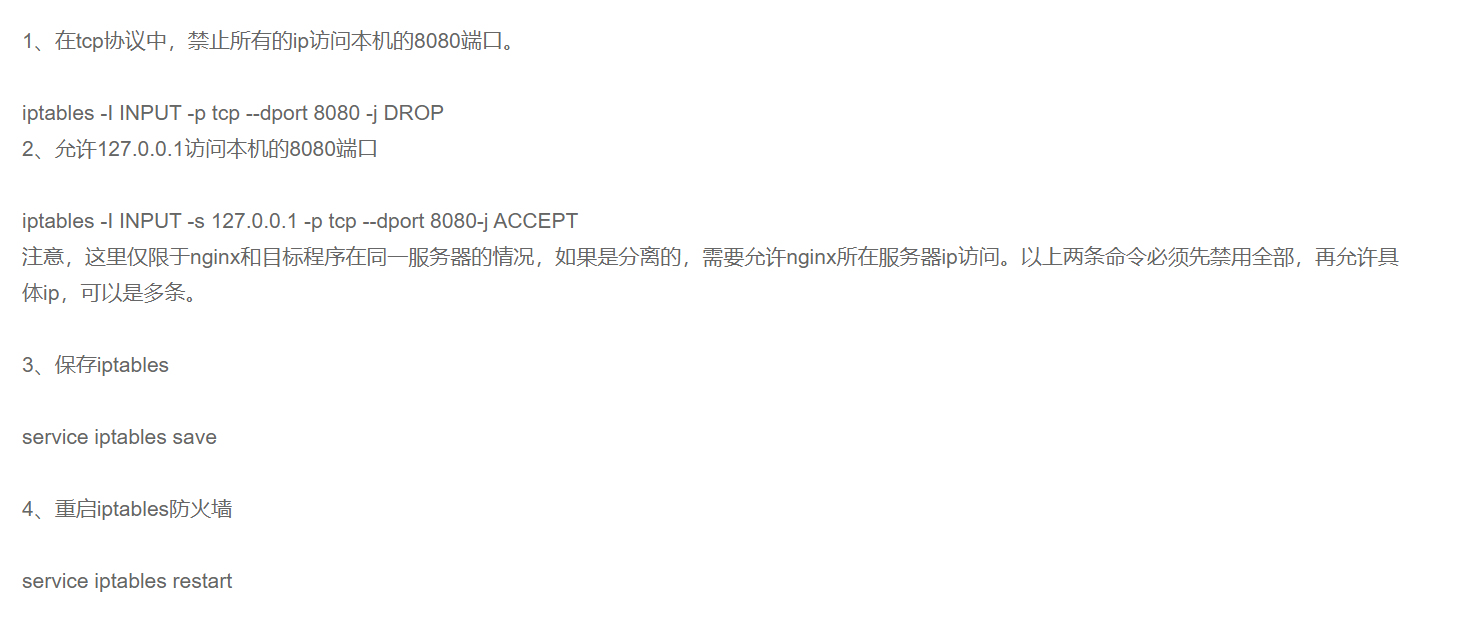 1、在tcp协议中，禁止所有的ip访问本机的8080端口。
iptables -I INPUT -p tcp --dport 8080 -j DROP
2、允许127.0.0.1访问本机的8080端口
iptables -I INPUT -s 127.0.0.1 -p tcp --dport 8080-j ACCEPT
注意，这里仅限于nginx和目标程序在同一服务器的情况，如果是分离的，需要允许nginx所在服务器ip访问。以上两条命令必须先禁用全部，再允许具
体ip，可以是多条。
3、保存iptables
service iptables save
4、重启iptables防火墙
service iptables restart